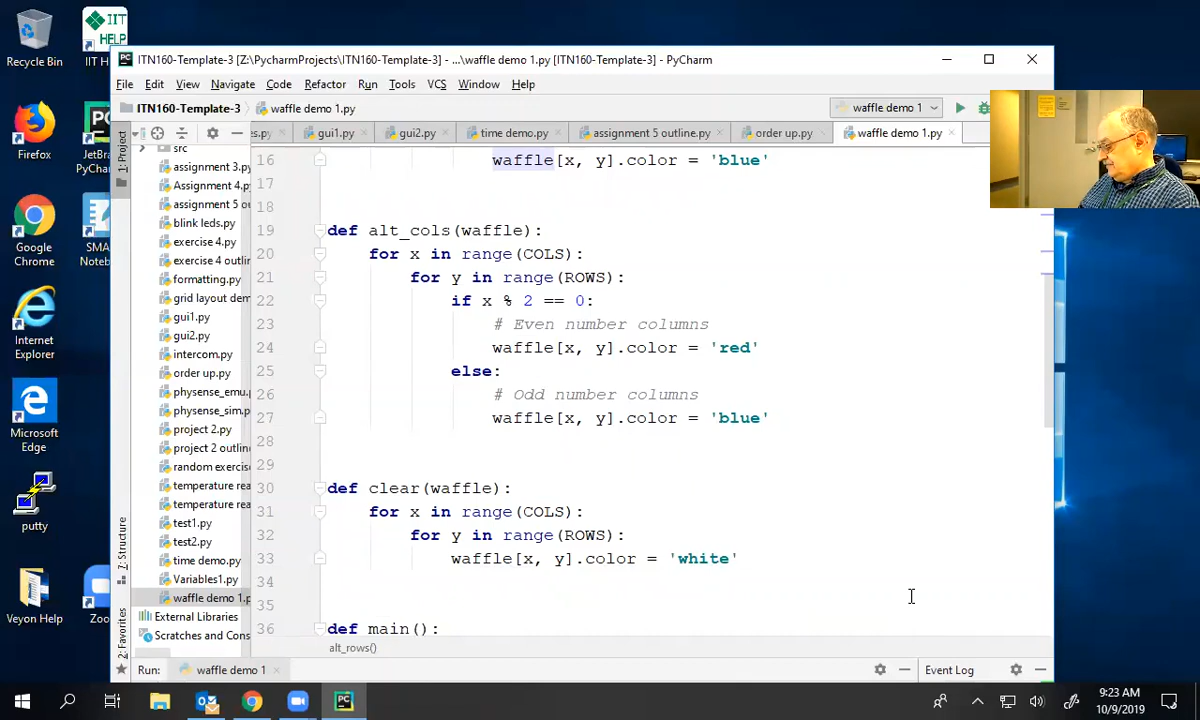 IIT
HELP
Recycle Bin
IIT H
ITN160-Template-3 [Z:\PycharmProjects\ITN160-Template-3] - ...\waffle demo 1.py [ITN160-Template-3] - PyCharm
File Edit View Navigate Code Refactor Run Tools VCS Window Help
ITN160-Template-3 waffle demo 1.py
waffle demo 1
es.py gui1.py gui2.py time demo.py assignment 5 outline.py order up.py waffle demo 1.py
1: Project
src
assignment 3.py
Assignment 4.py
assignment 5 ou
blink leds.py
exercise 4.py
exercise 4 outlin
formatting.py
grid layout dem
gui1.py
gui2.py
intercom.py
order up.py
physense_emu.
physense_sim.p
project 2.py
project 2 outline
random exercise
temperature rea
temperature rea
test1.py
test2.py
time demo.py
Variables1.py
waffle demo 1.p
External Libraries
Scratches and Cons
7: Structure
2: Favorites
16 waffle[x, y].color = 'blue'
17
18
19 def alt_cols(waffle):
20 for x in range(COLS):
21 for y in range(ROWS):
22 if x % 2 == 0:
23 # Even number columns
24 waffle[x, y].color = 'red'
25 else:
26 # Odd number columns
27 waffle[x, y].color = 'blue'
28
29
30 def clear(waffle):
31 for x in range(COLS):
32 for y in range(ROWS):
33 waffle[x, y].color = 'white'
34
35
36 def main():
alt_rows()
Run: waffle demo 1
Event Log
Firefox
JetBra
PyCha
Google
Chrome
SMA
Noteb
Internet
Explorer
Microsoft
Edge
putty
Veyon Help
Zoo
9:23 AM
10/9/2019